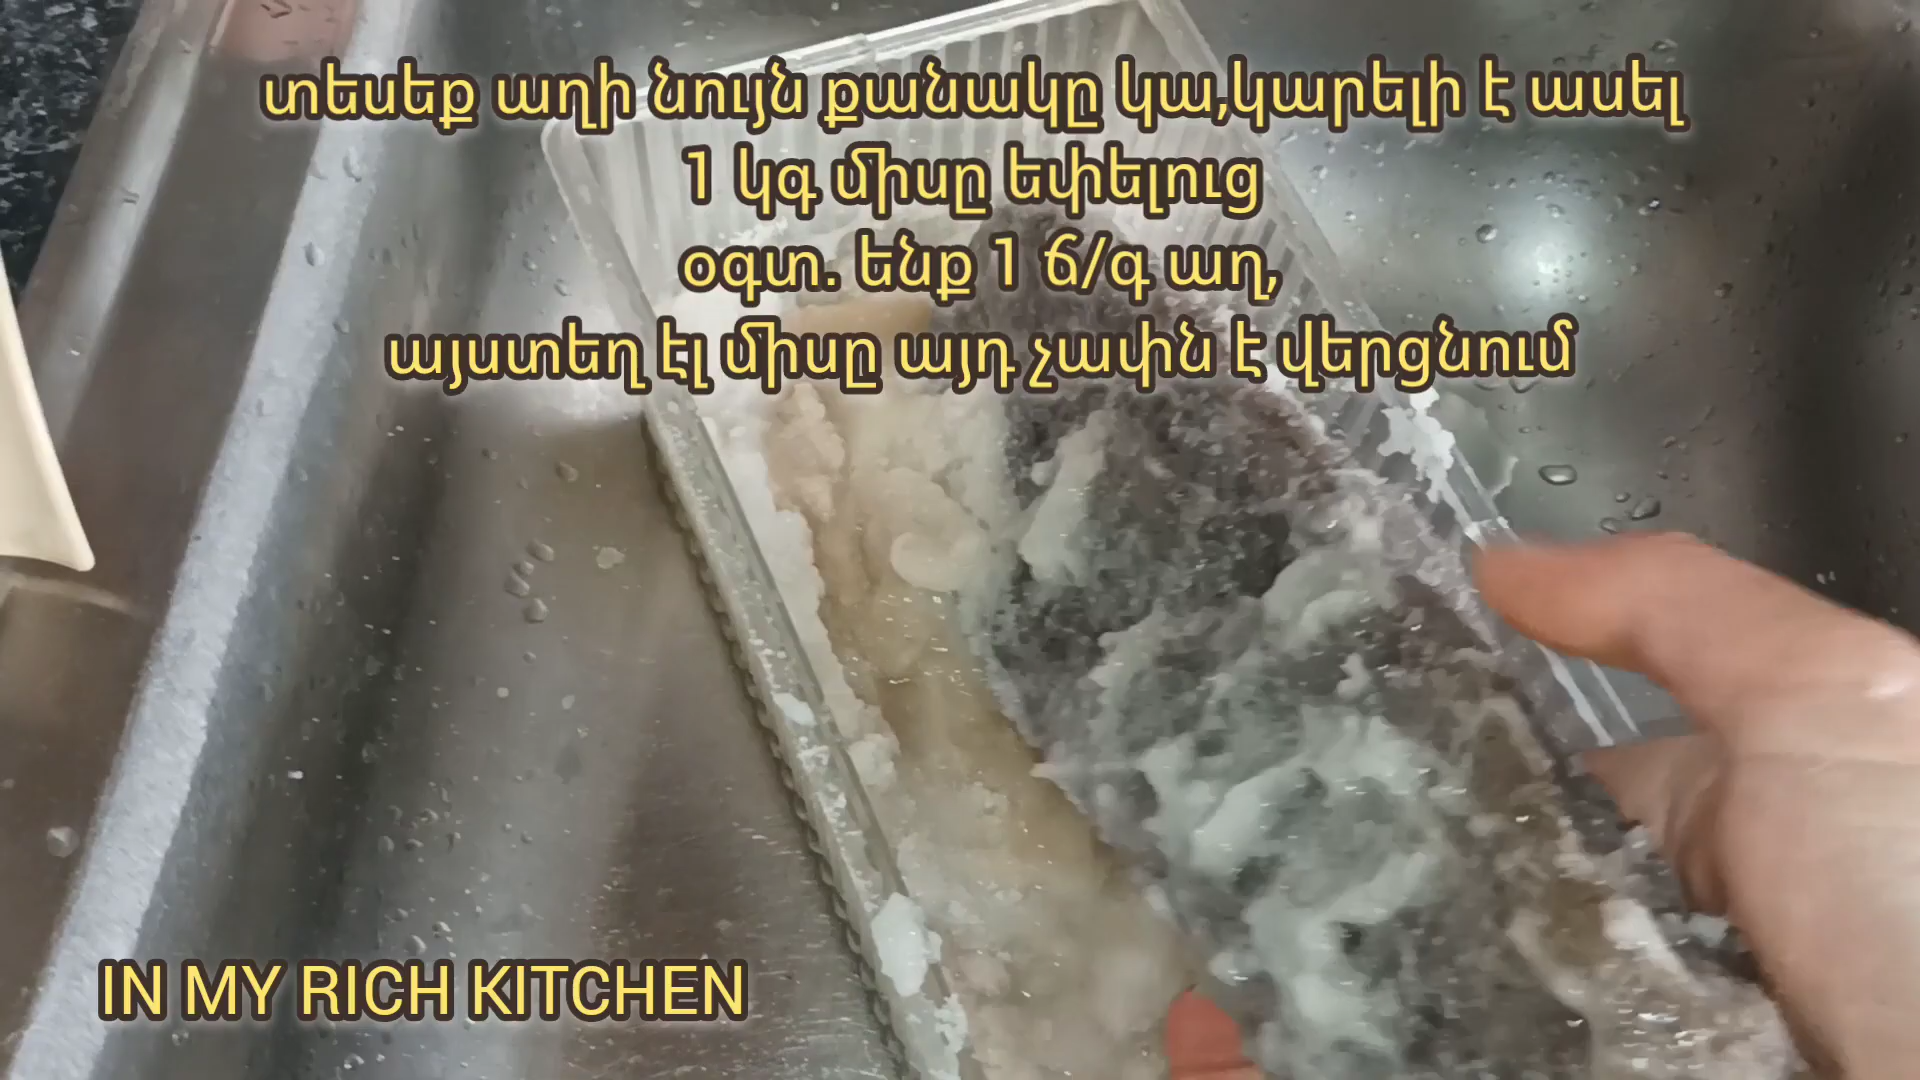 տեսեք աղի նույն քանակը կա,կարելի է ասել
1 կգ միսը եփելուց
օգտ. ենք 1 ճ/գ աղ,
այստեղ էլ միսը այդ չափն է վերցնում
IN MY RICH KITCHEN